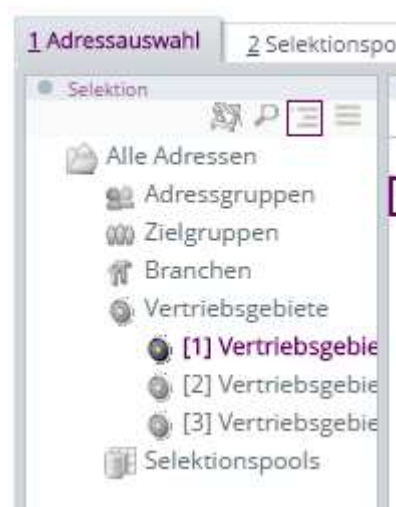 1 Adressauswahl
2 Selektionspo
Selektion
Alle Adressen
Adressgruppen
Zielgruppen
Branchen
Vertriebsgebiete
[1] Vertriebsgebie
[2] Vertriebsgebie
[3] Vertriebsgebie
Selektionspools